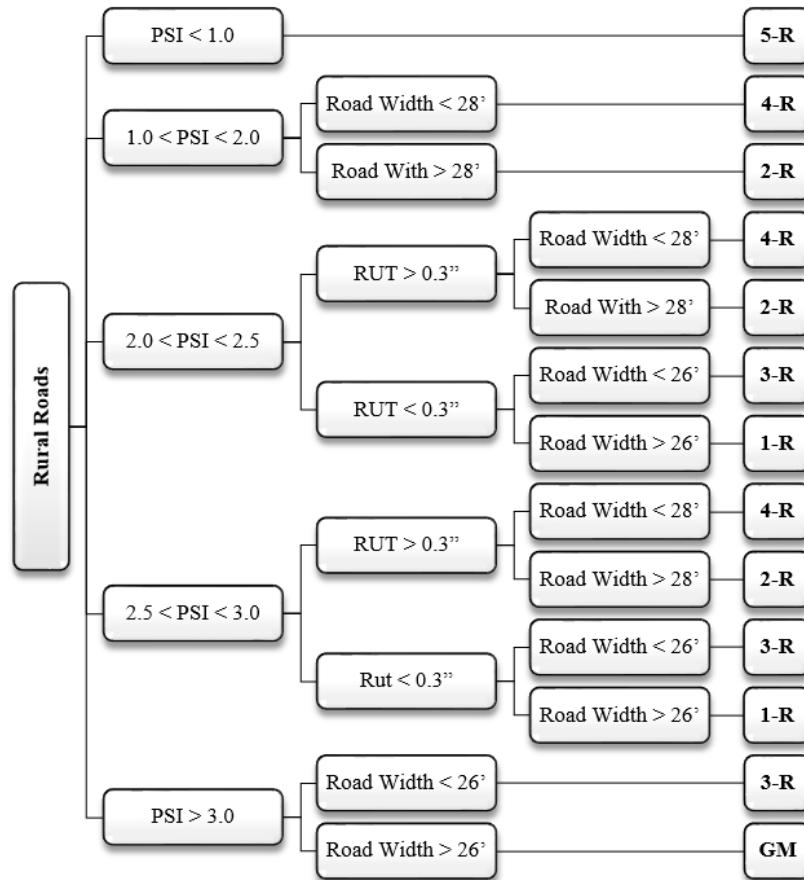 PSI < 1.0
5-R
Road Width < 28’
4-R
1.0 < PSI < 2.0
Road With > 28’
2-R
Road Width < 28’
4-R
RUT > 0.3”
Road With > 28’
2-R
2.0 < PSI < 2.5
Road Width < 26’
3-R
RUT < 0.3”
Road Width > 26’
1-R
Rural Roads
Road Width < 28’
4-R
RUT > 0.3”
Road Width > 28’
2-R
2.5 < PSI < 3.0
Road Width < 26’
3-R
Rut < 0.3”
Road Width > 26’
1-R
Road Width < 26’
3-R
PSI > 3.0
Road Width > 26’
GM